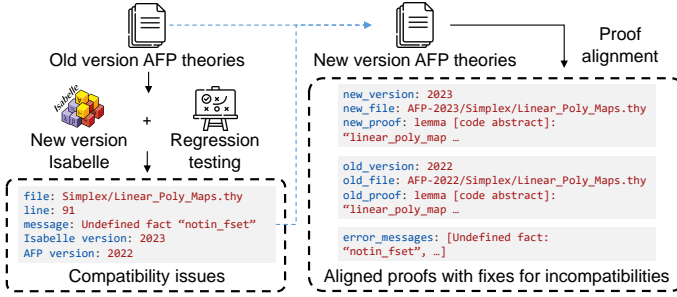 Old version AFP theories
Isabelle
New version
Isabelle
+
Regression
testing
file: Simplex/Linear_Poly_Maps.thy
line: 91
message: Undefined fact “notin_fset”
Isabelle version: 2023
AFP version: 2022
Compatibility issues
New version AFP theories
Proof
alignment
new_version: 2023
new_file: AFP-2023/Simplex/Linear_Poly_Maps.thy
new_proof: lemma [code abstract]:
“linear_poly_map …
old_version: 2022
old_file: AFP-2022/Simplex/Linear_Poly_Maps.thy
old_proof: lemma [code abstract]:
“linear_poly_map …
error_messages: [Undefined fact:
“notin_fset”, …]
Aligned proofs with fixes for incompatibilities